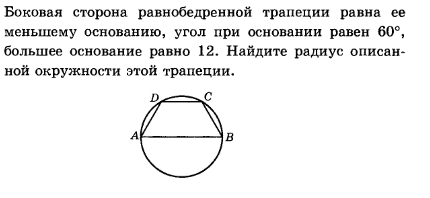 Боковая сторона равнобедренной трапеции равна ее
меньшему основанию, угол при основании равен 60°,
большее основание равно 12. Найдите радиус описан-
ной окружности этой трапеции.
D C
A B